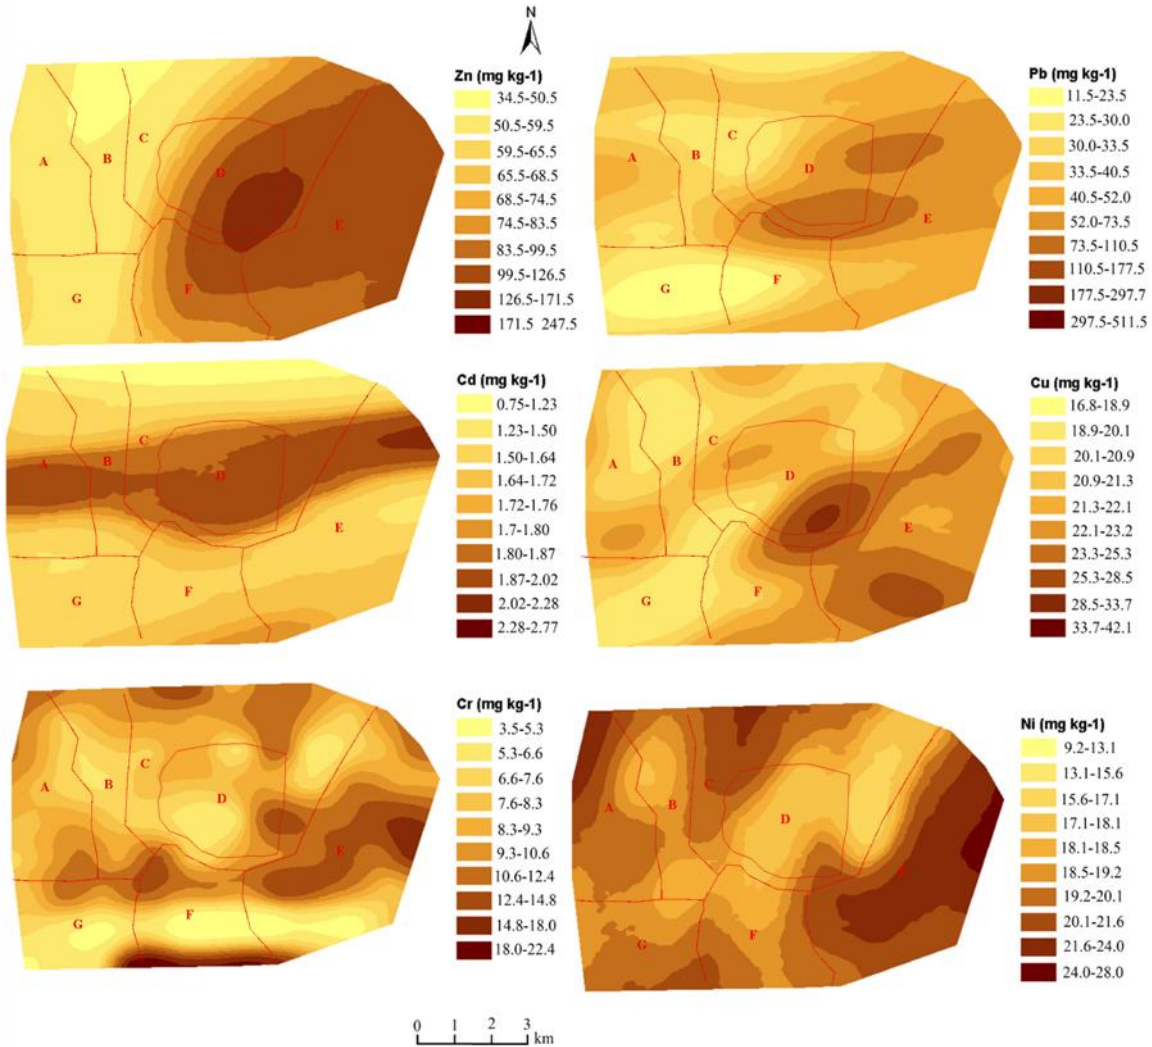 N
Zn (mg kg-1)
34.5-50.5
50.5-59.5
59.5-65.5
65.5-68.5
68.5-74.5
74.5-83.5
83.5-99.5
99.5-126.5
126.5-171.5
171.5 247.5
A
B
C
D
E
F
G
Pb (mg kg-1)
11.5-23.5
23.5-30.0
30.0-33.5
33.5-40.5
40.5-52.0
52.0-73.5
73.5-110.5
110.5-177.5
177.5-297.7
297.5-511.5
A
B
C
D
E
F
G
Cd (mg kg-1)
0.75-1.23
1.23-1.50
1.50-1.64
1.64-1.72
1.72-1.76
1.7-1.80
1.80-1.87
1.87-2.02
2.02-2.28
2.28-2.77
A
B
C
D
E
F
G
Cu (mg kg-1)
16.8-18.9
18.9-20.1
20.1-20.9
20.9-21.3
21.3-22.1
22.1-23.2
23.3-25.3
25.3-28.5
28.5-33.7
33.7-42.1
A
B
C
D
E
F
G
Cr (mg kg-1)
3.5-5.3
5.3-6.6
6.6-7.6
7.6-8.3
8.3-9.3
9.3-10.6
10.6-12.4
12.4-14.8
14.8-18.0
18.0-22.4
A
B
C
D
E
F
G
Ni (mg kg-1)
9.2-13.1
13.1-15.6
15.6-17.1
17.1-18.1
18.1-18.5
18.5-19.2
19.2-20.1
20.1-21.6
21.6-24.0
24.0-28.0
A
B
C
D
F
G
0 1 2 3
km